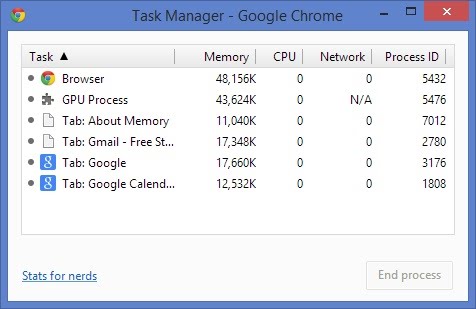 Task Manager - Google Chrome
Task ▲ Memory CPU Network Process ID
Browser 48,156K 0 0 5432
GPU Process 43,624K 0 N/A 5476
Tab: About Memory 11,040K 0 0 7012
Tab: Gmail - Free St... 17,348K 0 0 2780
Tab: Google 17,660K 0 0 3176
Tab: Google Calend... 12,532K 0 0 1808
Stats for nerds End process